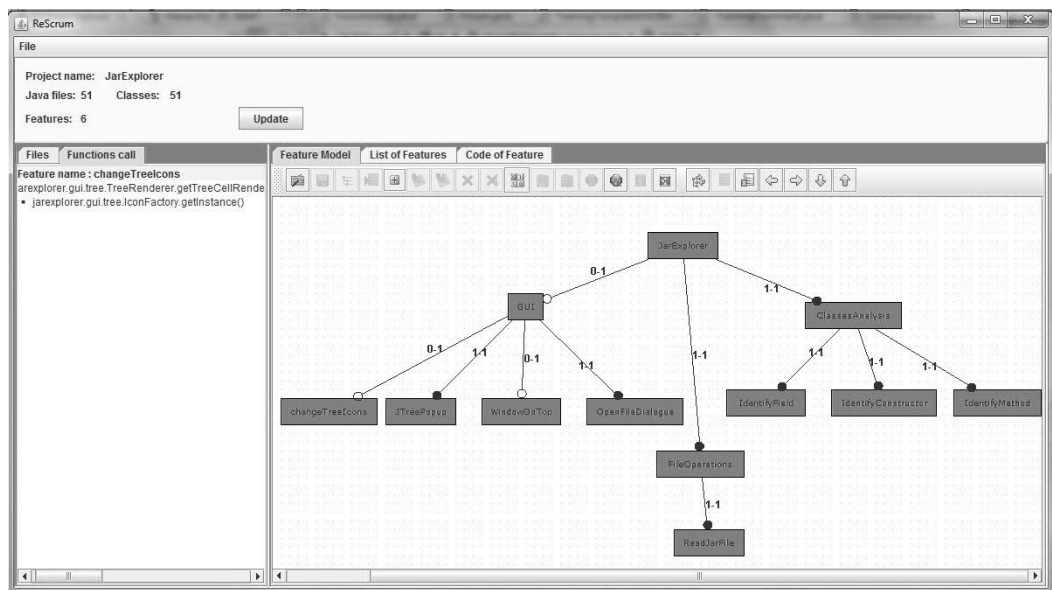 ReScrum
File
Project name: JarExplorer
Java files: 51 Classes: 51
Features: 6 Update
Files Functions call
Feature name : changeTreeIcons
arexplorer.gui.tree.TreeRenderer.getTreeCellRende
• jarexplorer.gui.tree.IconFactory.getInstance()
Feature Model List of Features Code of Feature
JarExplorer
0-1
1-1
GUI
ClassesAnalysis
0-1 1-1 0-1 1-1
1-1
1-1 1-1 1-1
changeTreeIcons JTreePopup WindowOnTop OpenFileDialogue
IdentifyField IdentifyConstructor IdentifyMethod
FileOperations
1-1
ReadJarFile